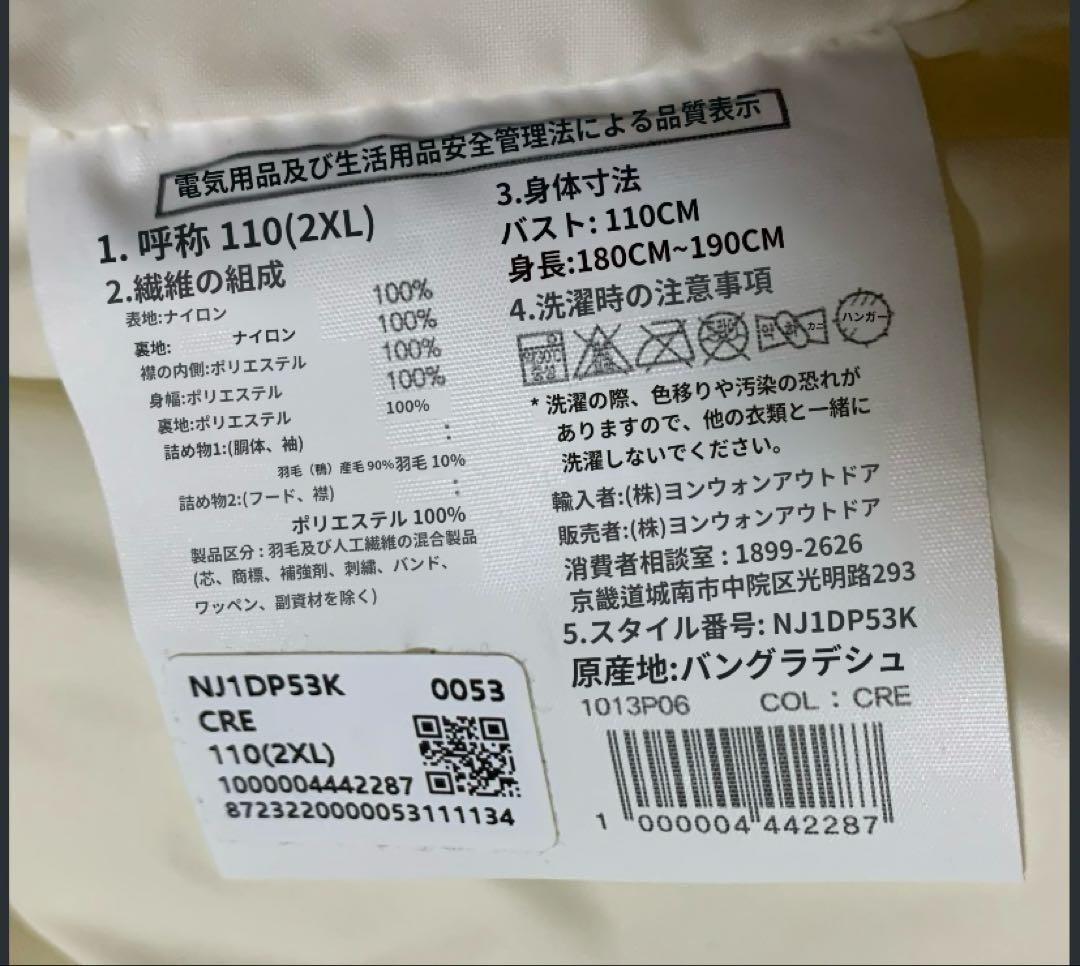 電気用品及び生活用品安全管理法による品質表示
1. 呼称 110(2XL)
2.繊維の組成
表地:ナイロン 100%
裏地: ナイロン 100%
襟の内側:ポリエステル 100%
身幅:ポリエステル 100%
裏地:ポリエステル 100%
詰め物1:(胴体、袖) :
羽毛（鴨）産毛 90%羽毛 10%
詰め物2:(フード、襟) :
ポリエステル 100%
製品区分 : 羽毛及び人工繊維の混合製品
(芯、商標、補強剤、刺繍、バンド、
ワッペン、副資材を除く)
3.身体寸法
バスト: 110CM
身長:180CM~190CM
4.洗濯時の注意事項
ハンガー
* 洗濯の際、色移りや汚染の恐れが
ありますので、他の衣類と一緒に
洗濯しないでください。
輸入者:(株)ヨンウォンアウトドア
販売者:(株)ヨンウォンアウトドア
消費者相談室 : 1899-2626
京畿道城南市中院区光明路293
5.スタイル番号: NJ1DP53K
原産地:バングラデシュ
1013P06 COL : CRE
1 000004 442287
NJ1DP53K 0053
CRE
110(2XL)
1000004442287
8723220000053111134